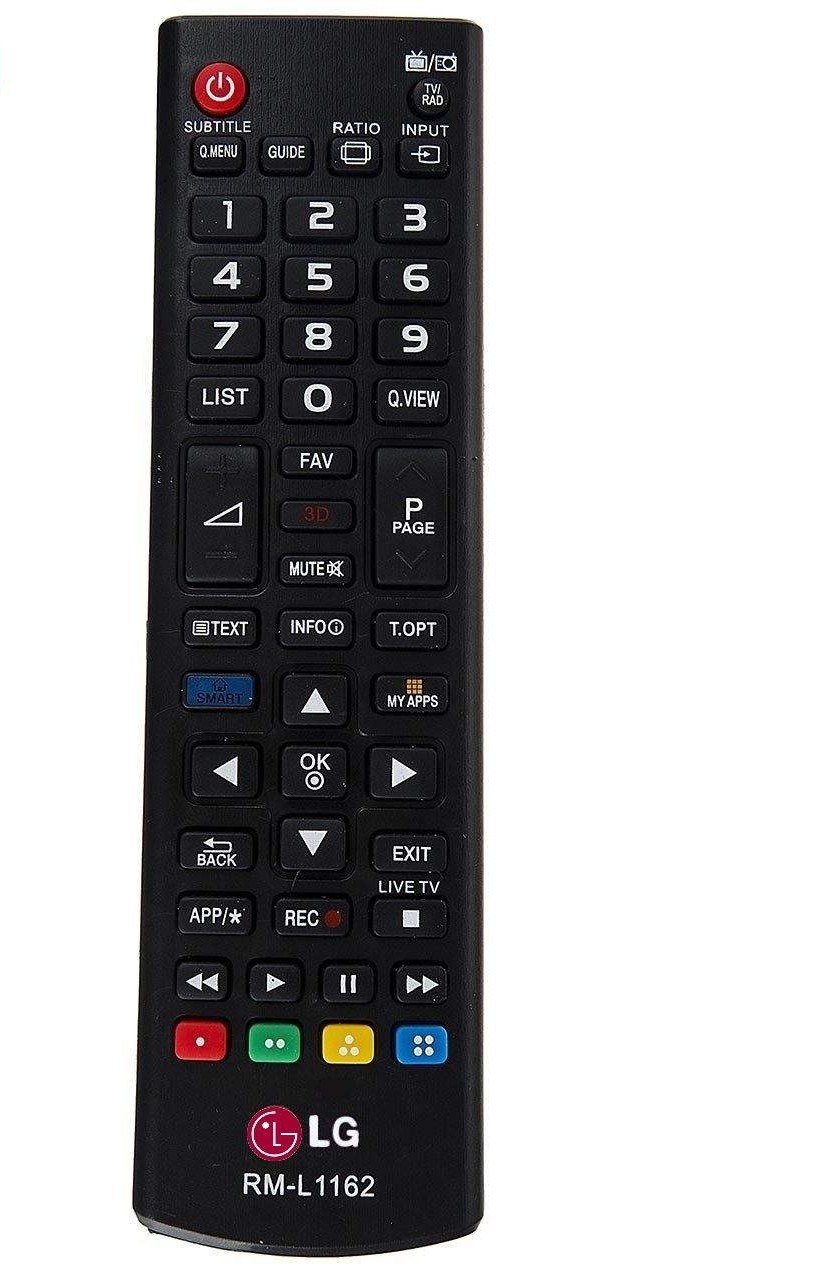 TV/
RAD
SUBTITLE RATIO INPUT
Q.MENU GUIDE
1 2 3
4 5 6
7 8 9
LIST 0 Q.VIEW
FAV
3D
P
PAGE
MUTE
TEXT INFO T.OPT
SMART MY APPS
OK
BACK EXIT
LIVE TV
APP/* REC
LG LG
RM-L1162